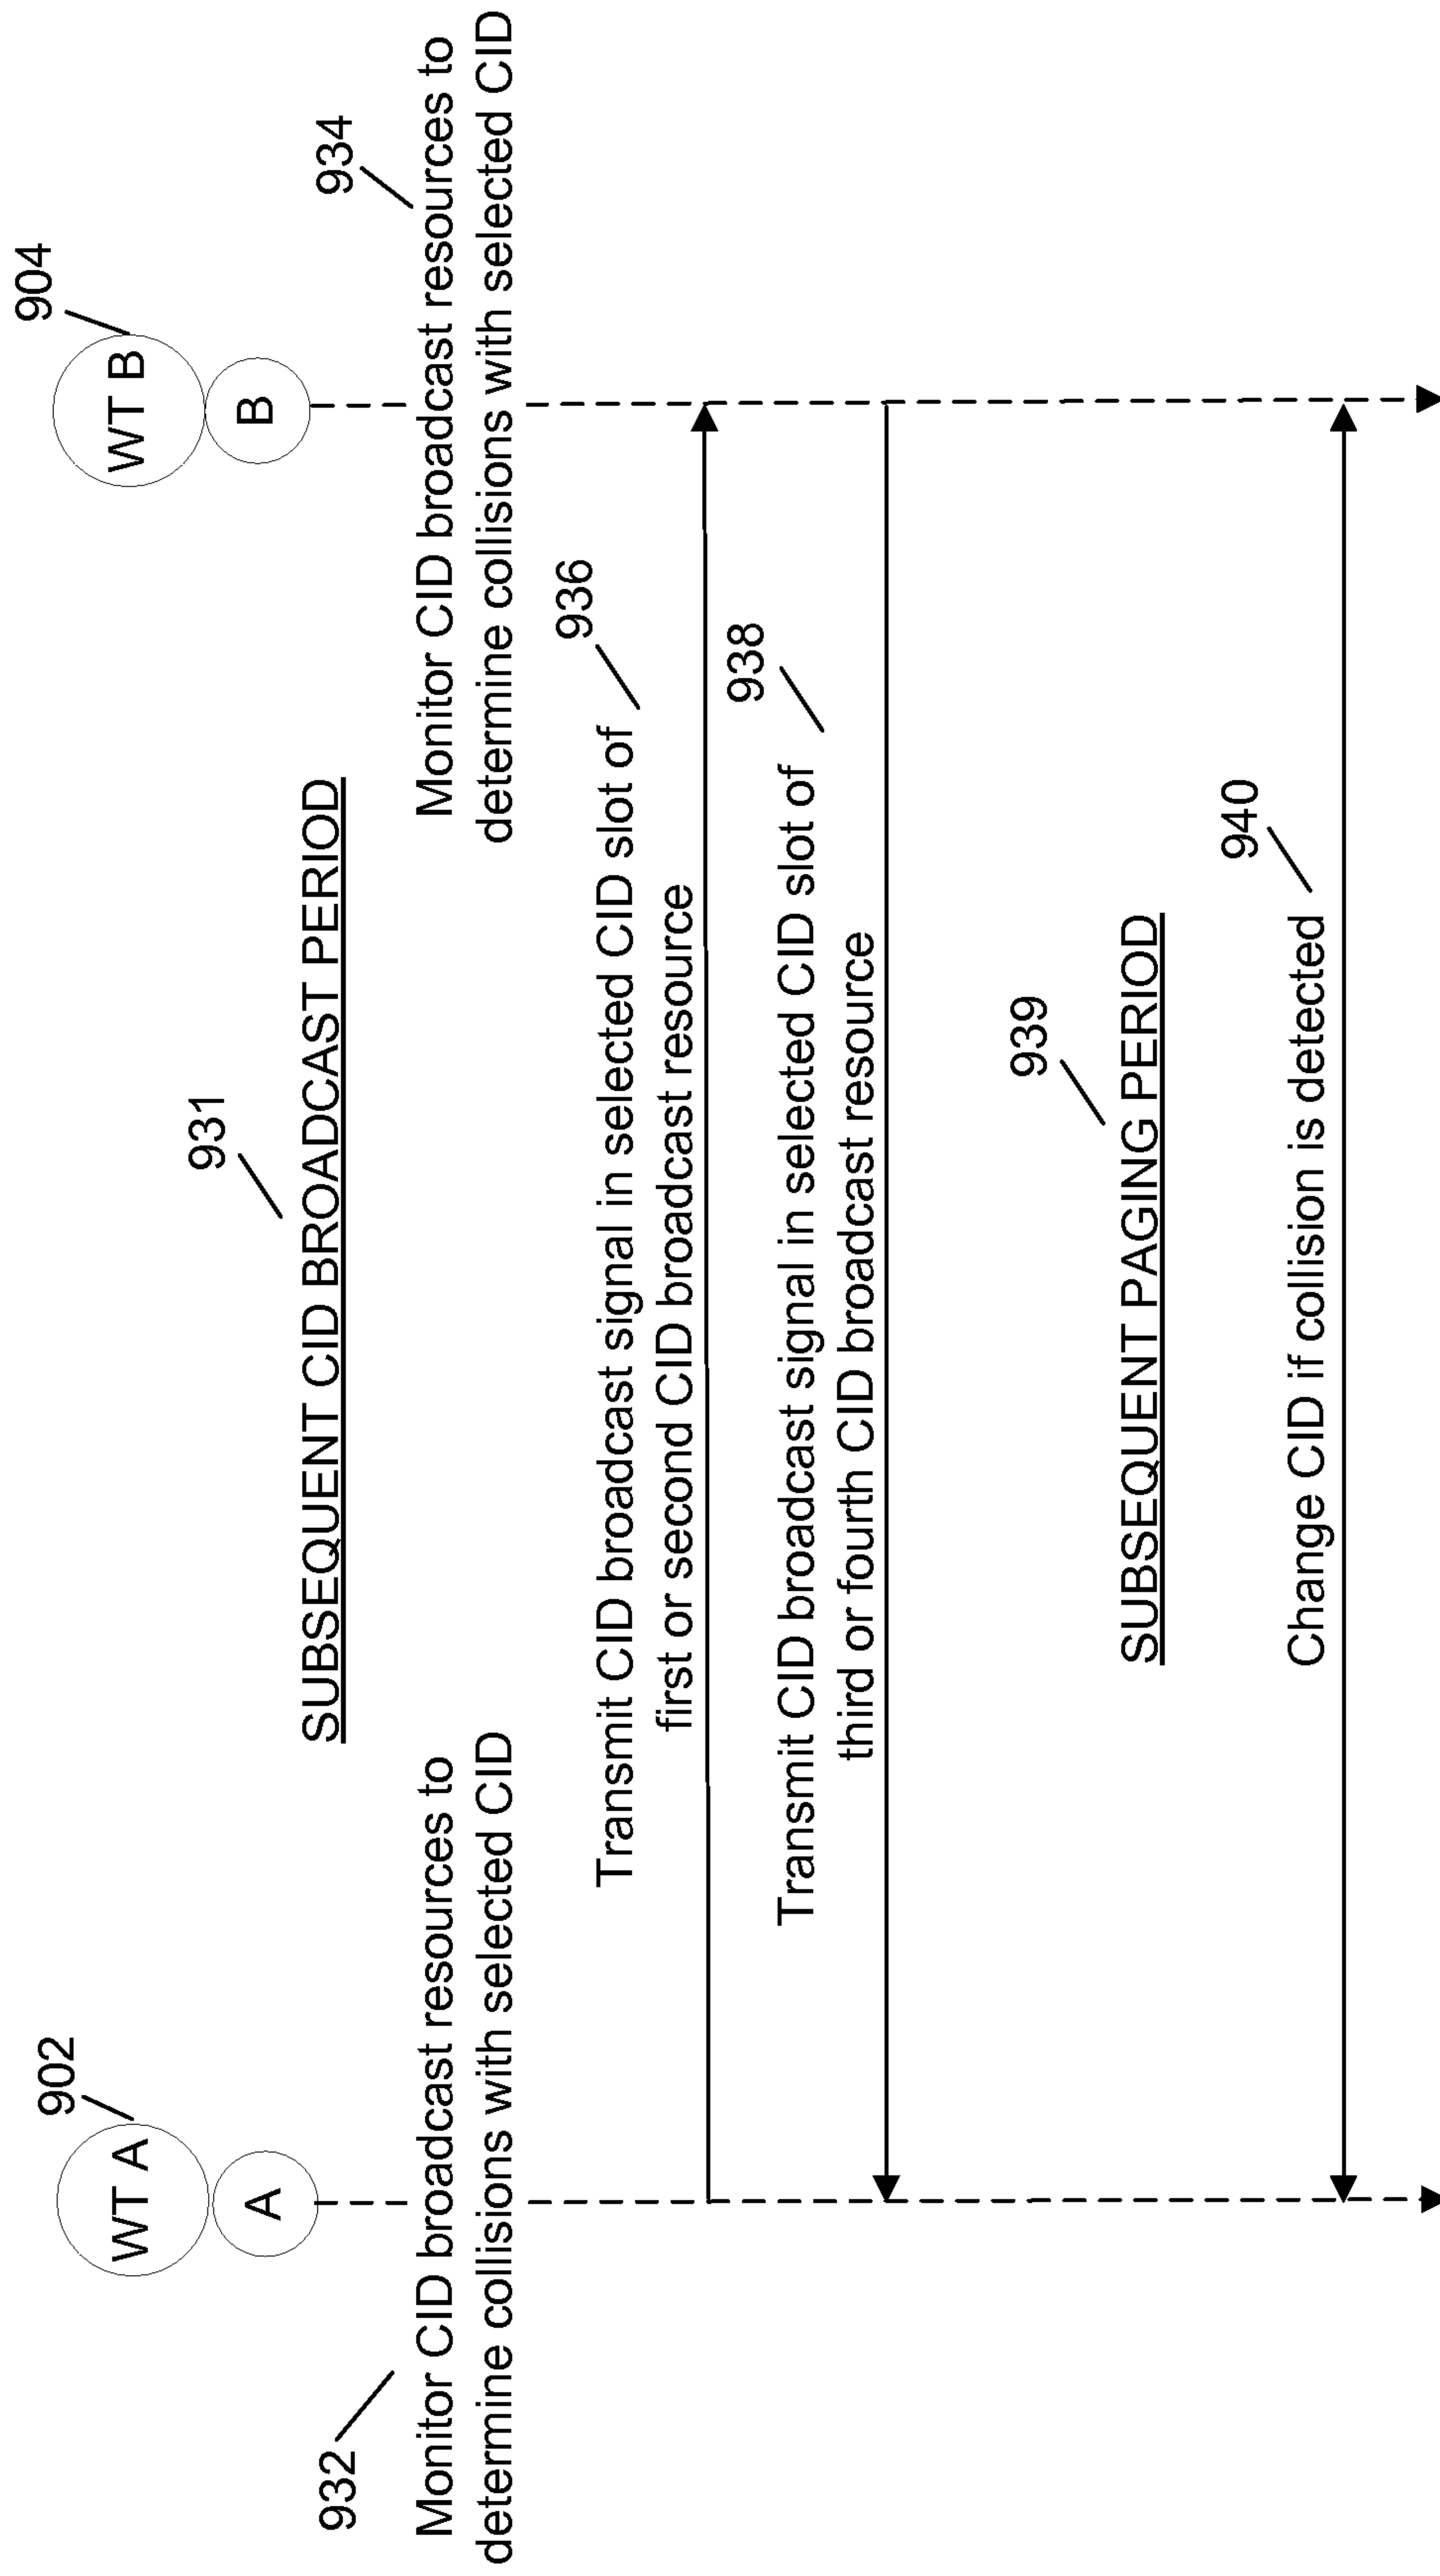 902
WT A
A
904
WT B
B
931
SUBSEQUENT CID BROADCAST PERIOD
932
Monitor CID broadcast resources to
determine collisions with selected CID
934
Monitor CID broadcast resources to
determine collisions with selected CID
936
Transmit CID broadcast signal in selected CID slot of
first or second CID broadcast resource
938
Transmit CID broadcast signal in selected CID slot of
third or fourth CID broadcast resource
939
SUBSEQUENT PAGING PERIOD
940
Change CID if collision is detected